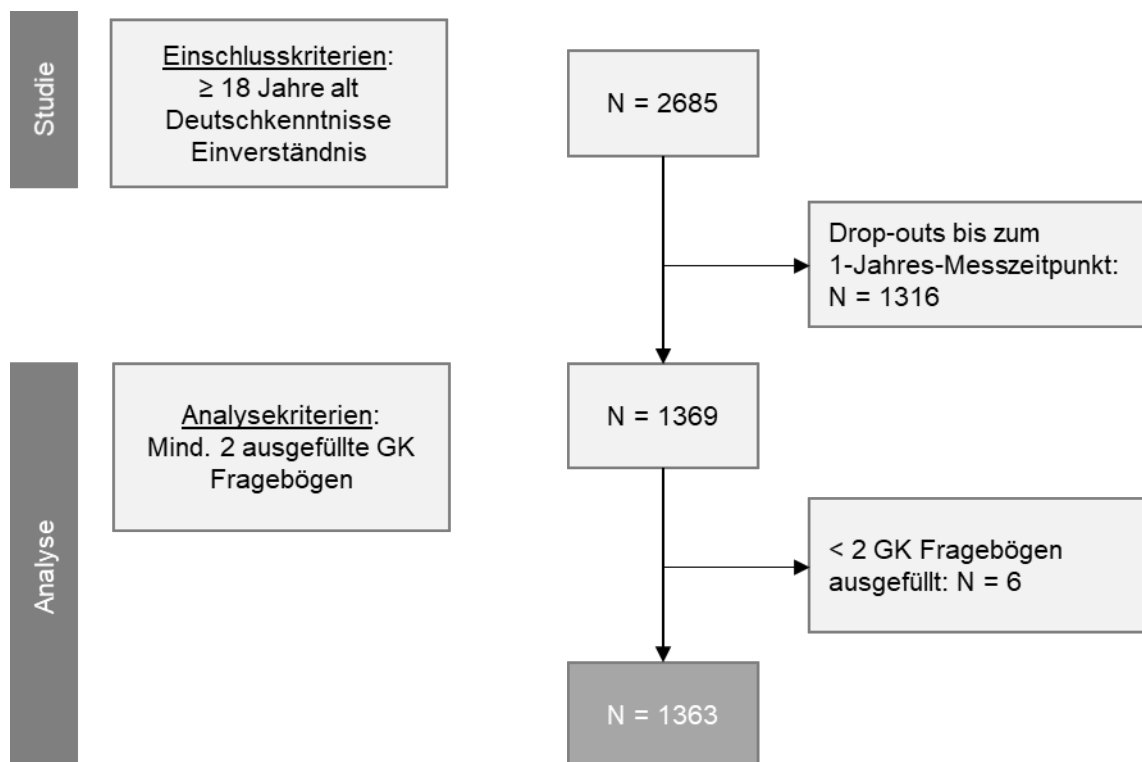 Studie
Einschlusskriterien:
≥ 18 Jahre alt
Deutschkenntnisse
Einverständnis
N = 2685
Drop-outs bis zum
1-Jahres-Messzeitpunkt:
N = 1316
Analyse
Analysekriterien:
Mind. 2 ausgefüllte GK
Fragebögen
N = 1369
< 2 GK Fragebögen
ausgefüllt: N = 6
N = 1363